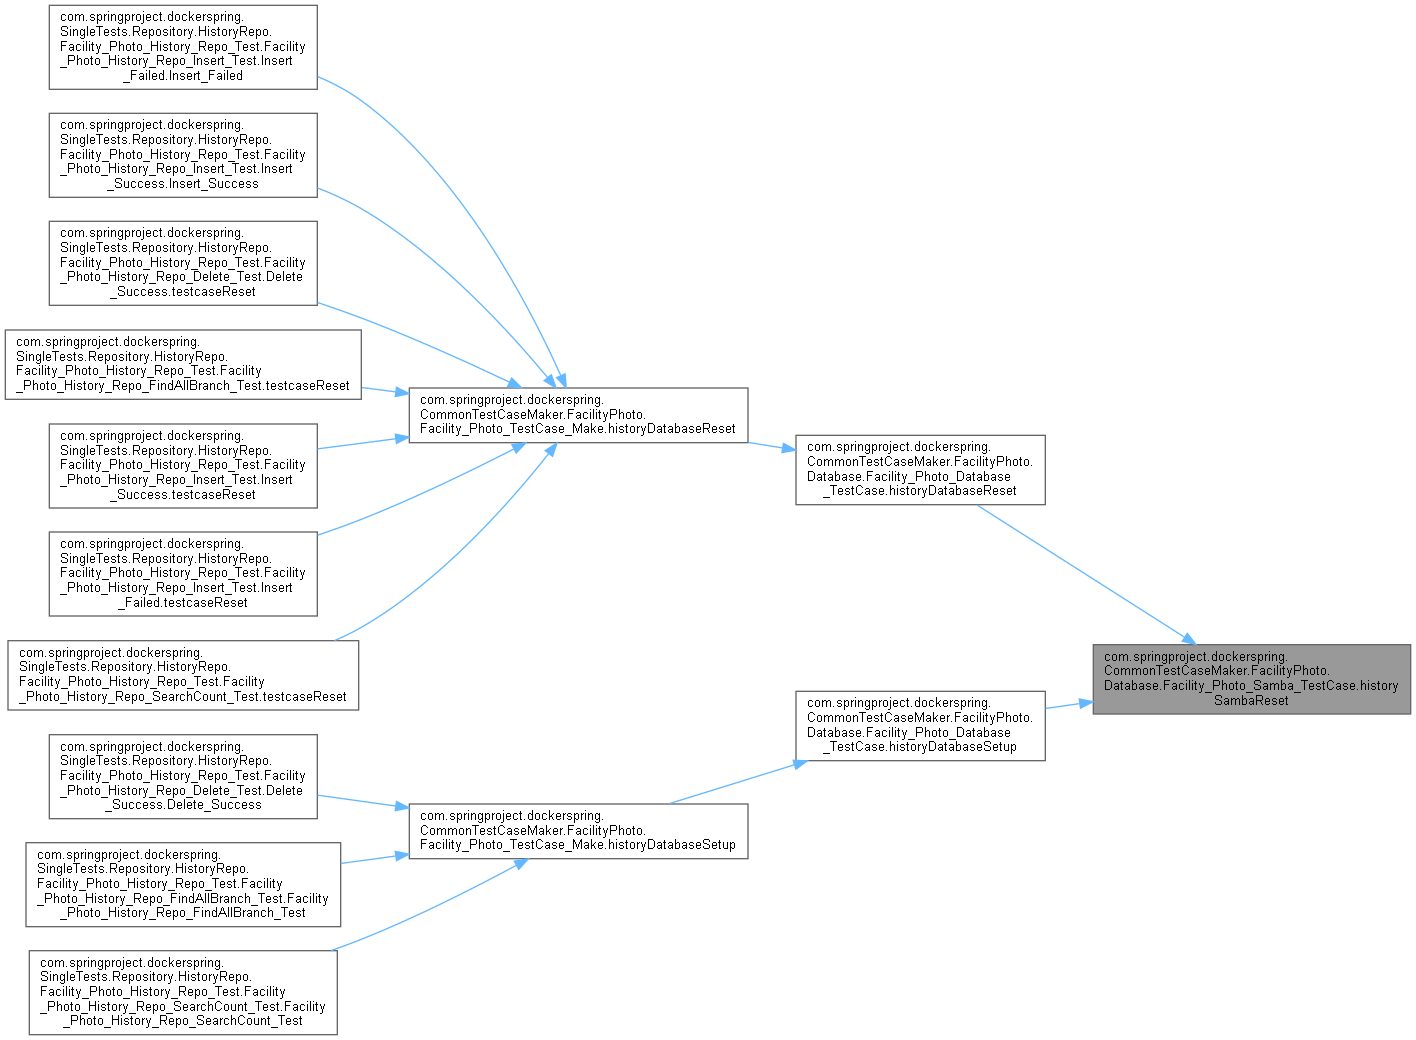 com.springproject.dockerspring.
SingleTests.Repository.HistoryRepo.
Facility_Photo_History_Repo_Test.Facility
_Photo_History_Repo_Insert_Test.Insert
_Failed.Insert_Failed
com.springproject.dockerspring.
SingleTests.Repository.HistoryRepo.
Facility_Photo_History_Repo_Test.Facility
_Photo_History_Repo_Insert_Test.Insert
_Success.Insert_Success
com.springproject.dockerspring.
SingleTests.Repository.HistoryRepo.
Facility_Photo_History_Repo_Test.Facility
_Photo_History_Repo_Delete_Test.Delete
_Success.testcaseReset
com.springproject.dockerspring.
SingleTests.Repository.HistoryRepo.
Facility_Photo_History_Repo_Test.Facility
_Photo_History_Repo_FindAllBranch_Test.testcaseReset
com.springproject.dockerspring.
SingleTests.Repository.HistoryRepo.
Facility_Photo_History_Repo_Test.Facility
_Photo_History_Repo_Insert_Test.Insert
_Success.testcaseReset
com.springproject.dockerspring.
SingleTests.Repository.HistoryRepo.
Facility_Photo_History_Repo_Test.Facility
_Photo_History_Repo_Insert_Test.Insert
_Failed.testcaseReset
com.springproject.dockerspring.
SingleTests.Repository.HistoryRepo.
Facility_Photo_History_Repo_Test.Facility
_Photo_History_Repo_SearchCount_Test.testcaseReset
com.springproject.dockerspring.
SingleTests.Repository.HistoryRepo.
Facility_Photo_History_Repo_Test.Facility
_Photo_History_Repo_Delete_Test.Delete
_Success.Delete_Success
com.springproject.dockerspring.
SingleTests.Repository.HistoryRepo.
Facility_Photo_History_Repo_Test.Facility
_Photo_History_Repo_FindAllBranch_Test.Facility
_Photo_History_Repo_FindAllBranch_Test
com.springproject.dockerspring.
SingleTests.Repository.HistoryRepo.
Facility_Photo_History_Repo_Test.Facility
_Photo_History_Repo_SearchCount_Test.Facility
_Photo_History_Repo_SearchCount_Test
com.springproject.dockerspring.
CommonTestCaseMaker.FacilityPhoto.
Facility_Photo_TestCase_Make.historyDatabaseReset
com.springproject.dockerspring.
CommonTestCaseMaker.FacilityPhoto.
Facility_Photo_TestCase_Make.historyDatabaseSetup
com.springproject.dockerspring.
CommonTestCaseMaker.FacilityPhoto.
Database.Facility_Photo_Database
_TestCase.historyDatabaseReset
com.springproject.dockerspring.
CommonTestCaseMaker.FacilityPhoto.
Database.Facility_Photo_Database
_TestCase.historyDatabaseSetup
com.springproject.dockerspring.
CommonTestCaseMaker.FacilityPhoto.
Database.Facility_Photo_Samba_TestCase.history
SambaReset